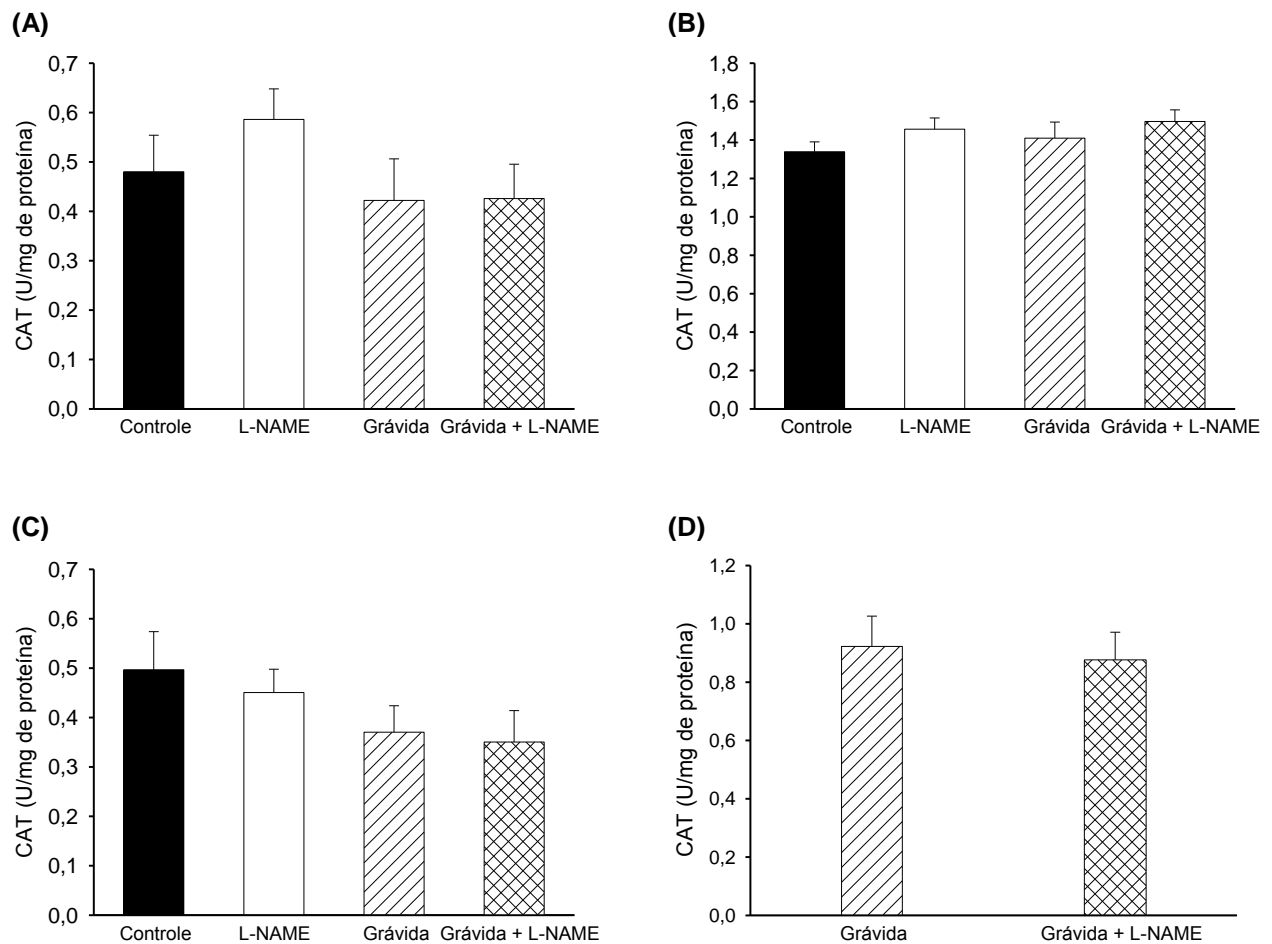 (A)
CAT (U/mg de proteína)
0,7
0,6
0,5
0,4
0,3
0,2
0,1
0,0
Controle L-NAME Grávida Grávida + L-NAME
(B)
CAT (U/mg de proteína)
1,8
1,6
1,4
1,2
1,0
0,8
0,6
0,4
0,2
0,0
Controle L-NAME Grávida Grávida + L-NAME
(C)
CAT (U/mg de proteína)
0,7
0,6
0,5
0,4
0,3
0,2
0,1
0,0
Controle L-NAME Grávida Grávida + L-NAME
(D)
CAT (U/mg de proteína)
1,2
1,0
0,8
0,6
0,4
0,2
0,0
Grávida Grávida + L-NAME